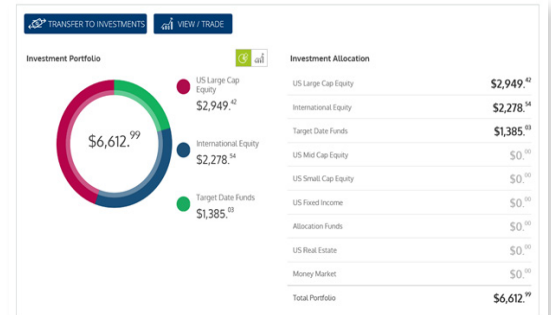 TRANSFER TO INVESTMENTS
VIEW / TRADE
Investment Portfolio
US Large Cap
Equity
$2,949.42
$6,612.99
International Equity
$2,278.54
Target Date Funds
$1,385.03
Investment Allocation
US Large Cap Equity $2,949.42
International Equity $2,278.54
Target Date Funds $1,385.03
US Mid Cap Equity $0.00
US Small Cap Equity $0.00
US Fixed Income $0.00
Allocation Funds $0.00
US Real Estate $0.00
Money Market $0.00
Total Portfolio $6,612.99